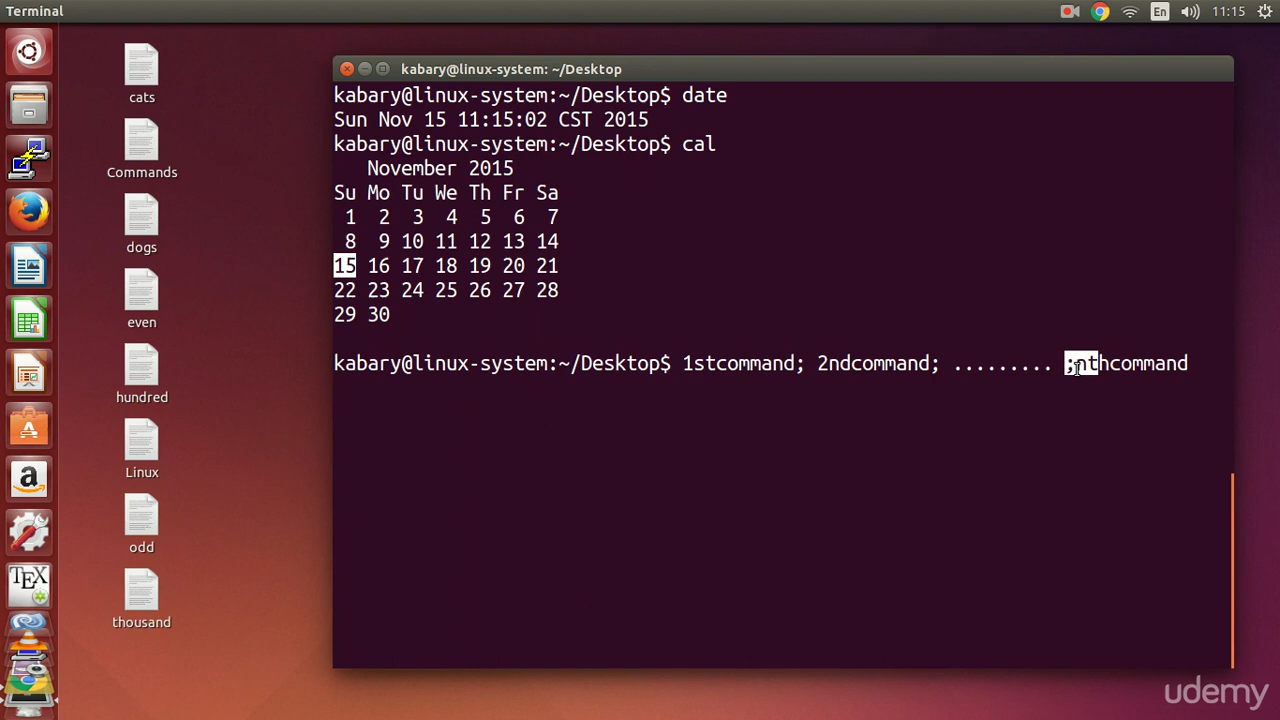 Terminal
En
11:15
cats
Commands
dogs
even
hundred
Linux
odd
thousand
a
TEX
kabary@linux-system: ~/Desktop
kabary@linux-system:~/Desktop$ date
Sun Nov 15 11:15:02 CST 2015
kabary@linux-system:~/Desktop$ cal
November 2015
Su Mo Tu We Th Fr Sa
1 2 3 4 5 6 7
8 9 10 11 12 13 14
15 16 17 18 19 20 21
22 23 24 25 26 27 28
29 30
kabary@linux-system:~/Desktop$ 1stcommand; 2ndcommand; ......... ;nthcommand
udemy